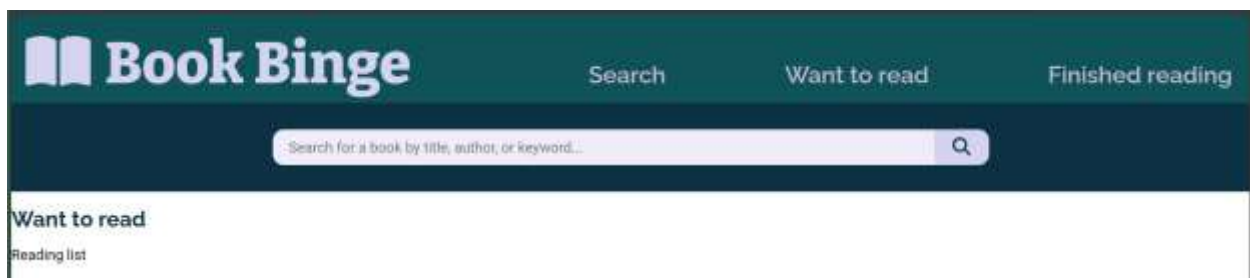 Book Binge
Search Want to read Finished reading
Search for a book by title, author, or keyword...
Want to read
Reading list